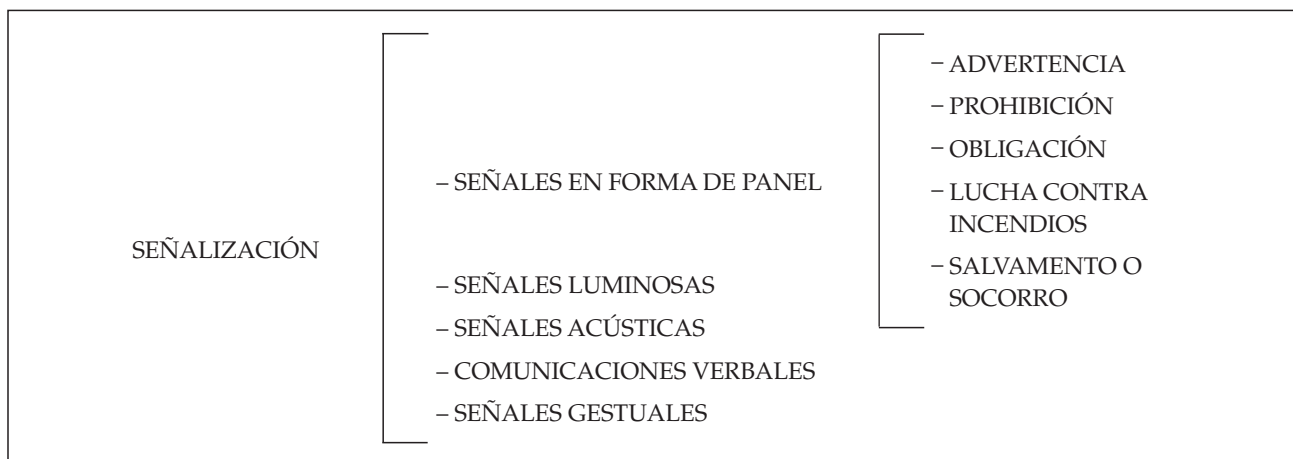 SEÑALIZACIÓN
– SEÑALES EN FORMA DE PANEL
– ADVERTENCIA
– PROHIBICIÓN
– OBLIGACIÓN
– LUCHA CONTRA
INCENDIOS
– SALVAMENTO O
SOCORRO
– SEÑALES LUMINOSAS
– SEÑALES ACÚSTICAS
– COMUNICACIONES VERBALES
– SEÑALES GESTUALES